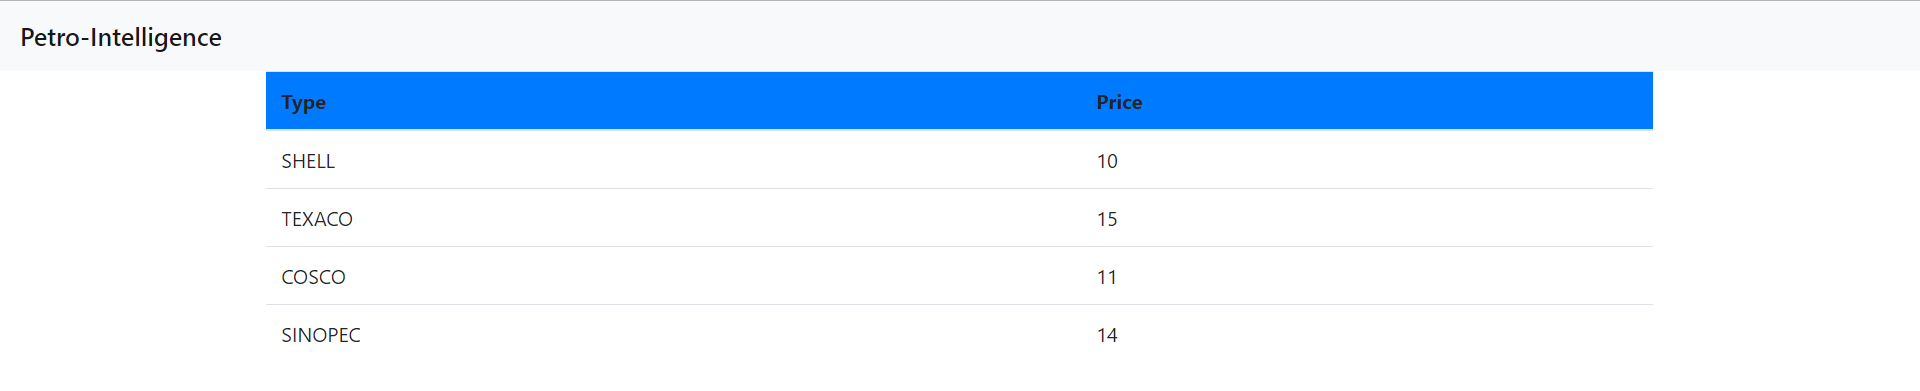 Petro-Intelligence
Type Price
SHELL 10
TEXACO 15
COSCO 11
SINOPEC 14